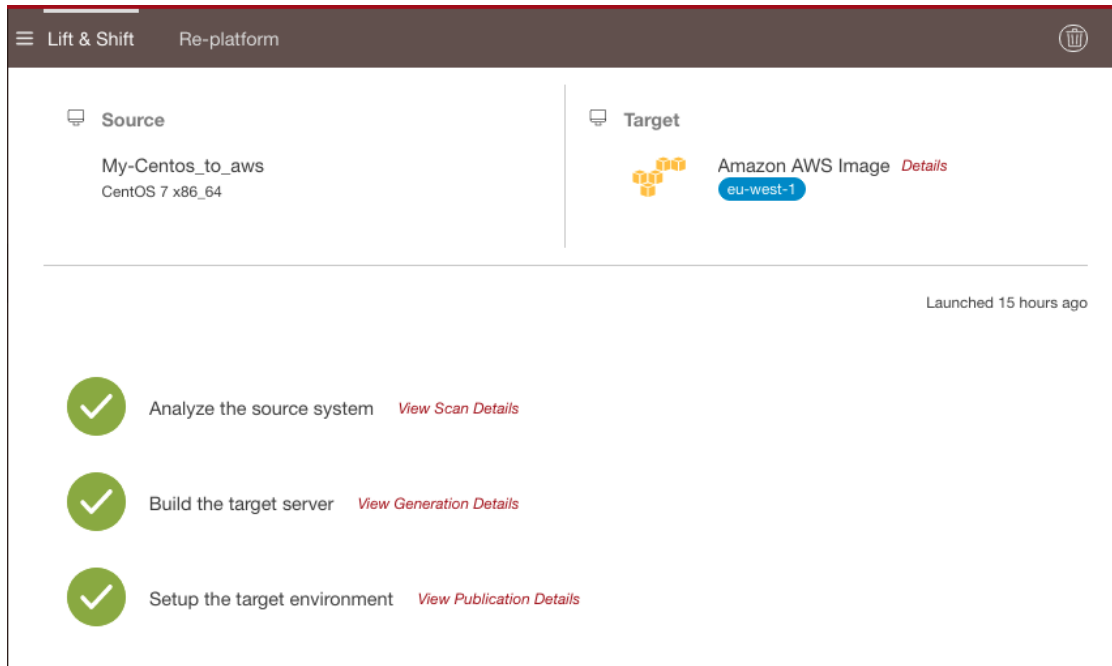 Lift & Shift Re-platform
Source
My-Centos_to_aws
CentOS 7 x86_64
Target
Amazon AWS Image Details
eu-west-1
Launched 15 hours ago
Analyze the source system View Scan Details
Build the target server View Generation Details
Setup the target environment View Publication Details